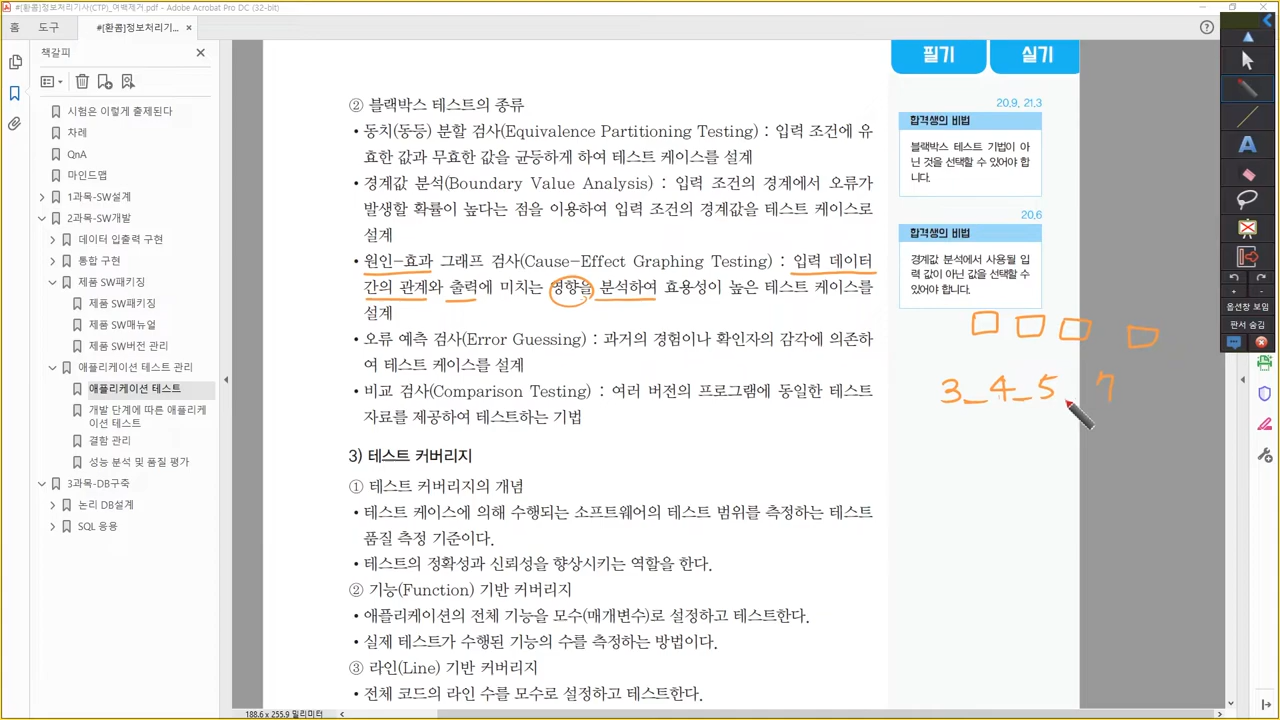 #[환콤]정보처리기사(CTP)_여백제거.pdf - Adobe Acrobat Pro DC (32-bit)
홈 도구 #[환콤]정보처리기... ×
책갈피
시험은 이렇게 출제된다
차례
QnA
마인드맵
1과목-SW설계
2과목-SW개발
데이터 입출력 구현
통합 구현
제품 SW패키징
제품 SW패키징
제품 SW매뉴얼
제품 SW버전 관리
애플리케이션 테스트 관리
애플리케이션 테스트
개발 단계에 따른 애플리케
이션 테스트
결함 관리
성능 분석 및 품질 평가
3과목-DB구축
논리 DB설계
SQL 응용
② 블랙박스 테스트의 종류
• 동치(동등) 분할 검사(Equivalence Partitioning Testing) : 입력 조건에 유
효한 값과 무효한 값을 균등하게 하여 테스트 케이스를 설계
• 경계값 분석(Boundary Value Analysis) : 입력 조건의 경계에서 오류가
발생할 확률이 높다는 점을 이용하여 입력 조건의 경계값을 테스트 케이스로
설계
• 원인-효과 그래프 검사(Cause-Effect Graphing Testing) : 입력 데이터
간의 관계와 출력에 미치는 영향을 분석하여 효용성이 높은 테스트 케이스를
설계
• 오류 예측 검사(Error Guessing) : 과거의 경험이나 확인자의 감각에 의존하
여 테스트 케이스를 설계
• 비교 검사(Comparison Testing) : 여러 버전의 프로그램에 동일한 테스트
자료를 제공하여 테스트하는 기법
3) 테스트 커버리지
① 테스트 커버리지의 개념
• 테스트 케이스에 의해 수행되는 소프트웨어의 테스트 범위를 측정하는 테스트
품질 측정 기준이다.
• 테스트의 정확성과 신뢰성을 향상시키는 역할을 한다.
② 기능(Function) 기반 커버리지
• 애플리케이션의 전체 기능을 모수(매개변수)로 설정하고 테스트한다.
• 실제 테스트가 수행된 기능의 수를 측정하는 방법이다.
③ 라인(Line) 기반 커버리지
• 전체 코드의 라인 수를 모수로 설정하고 테스트한다.
필기 실기
20.9, 21.3
합격생의 비법
블랙박스 테스트 기법이 아
닌 것을 선택할 수 있어야 합
니다.
20.6
합격생의 비법
경계값 분석에서 사용될 입
력 값이 아닌 값을 선택할 수
있어야 합니다.
3_4_5 7
옵션창 보임
판서 숨김
188.6 x 255.9 밀리미터